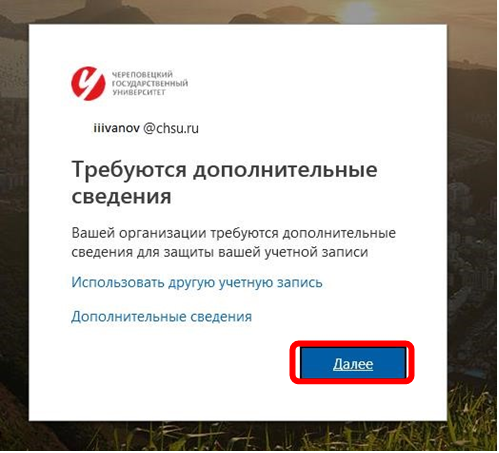 ЧЕРЕПОВЕЦКИЙ
ГОСУДАРСТВЕННЫЙ
УНИВЕРСИТЕТ
iiivanov @chsu.ru
Требуются дополнительные
сведения
Вашей организации требуются дополнительные
сведения для защиты вашей учетной записи
Использовать другую учетную запись
Дополнительные сведения
Далее